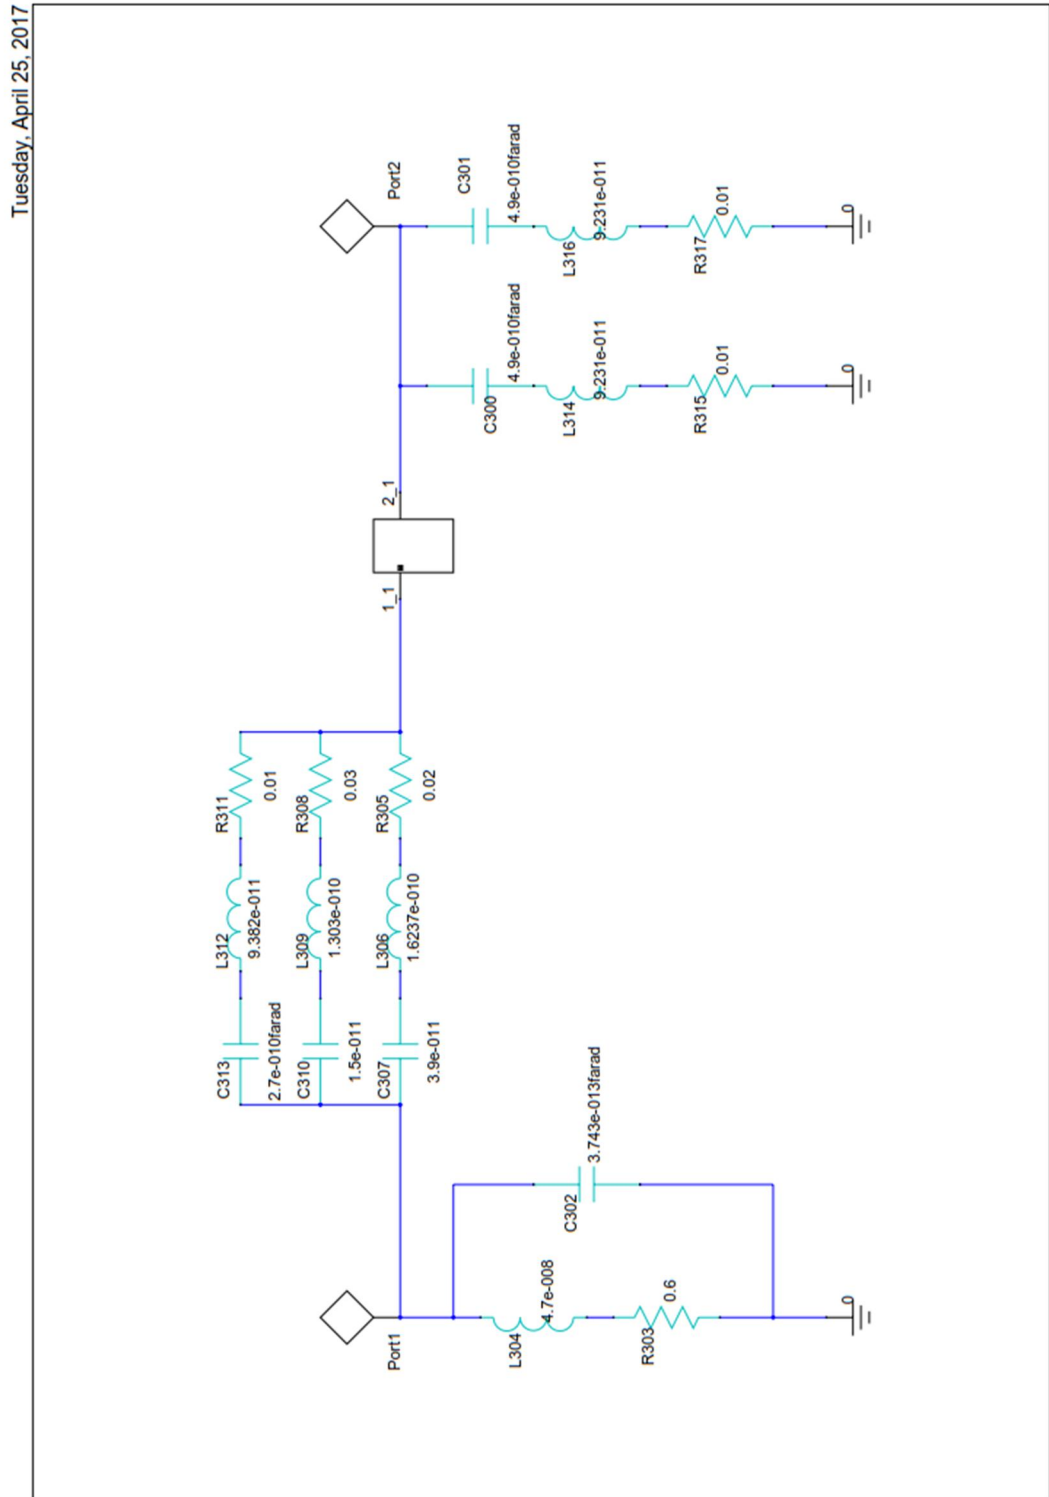 Tuesday, April 25, 2017
Port1
L304
4.7e-008
R303
0.6
0
C302
3.743e-013farad
C313
2.7e-010farad
L312
9.382e-011
R311
0.01
C310
1.5e-011
L309
1.303e-010
R308
0.03
C307
3.9e-011
L306
1.6237e-010
R305
0.02
1_1
2_1
C300
4.9e-010farad
L314
9.231e-011
R315
0.01
0
Port2
C301
4.9e-010farad
L316
9.231e-011
R317
0.01
0